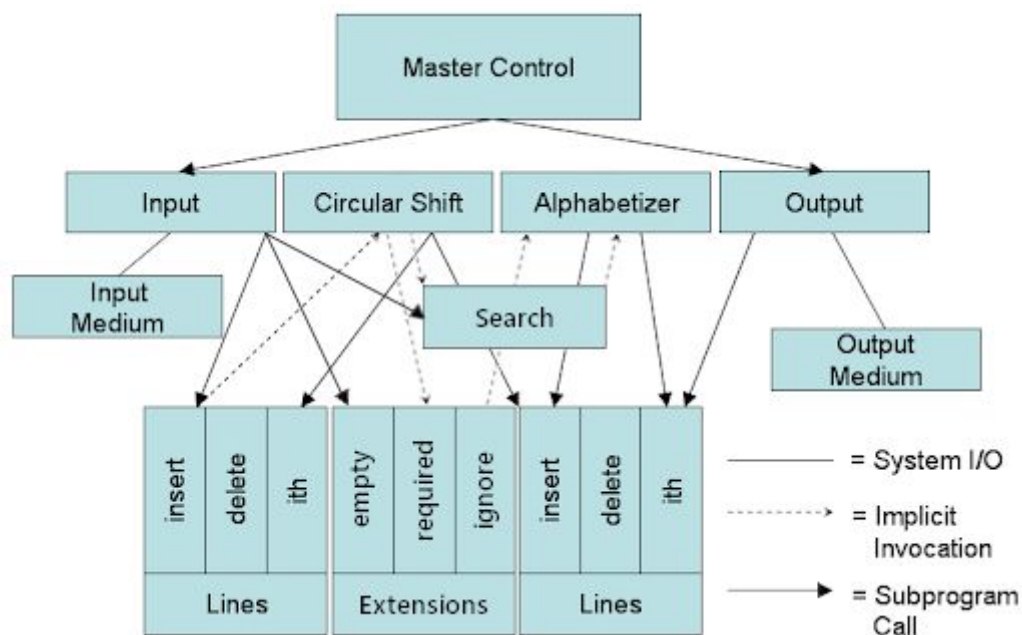 Master Control
Input
Circular Shift
Alphabetizer
Output
Input
Medium
Search
Output
Medium
insert
delete
ith
empty
required
ignore
insert
delete
ith
Lines
Extensions
Lines
= System I/O
= Implicit
Invocation
= Subprogram
Call